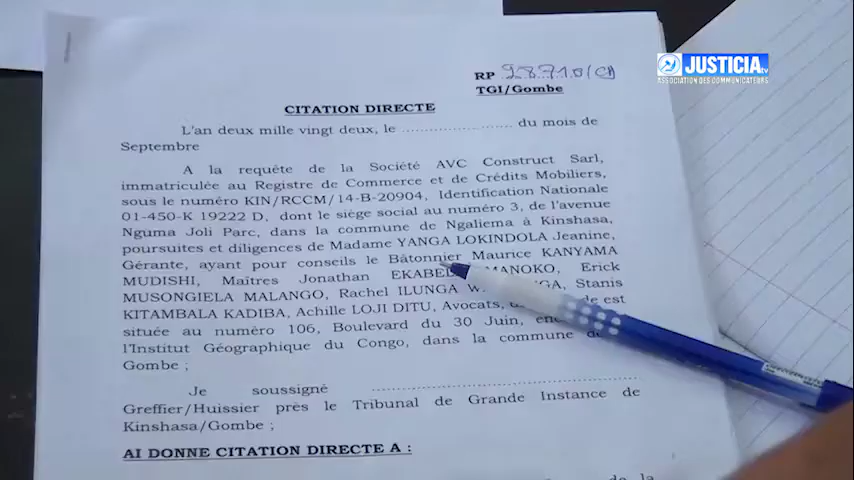 JUSTICIA.tv
ASSOCIATION DES COMMUNICATEURS
RP 28710/CD
TGI/Gombe
CITATION DIRECTE
L'an deux mille vingt deux, le ........................ du mois de
Septembre
A la requête de la Société AVC Construct Sarl,
immatriculée au Registre de Commerce et de Crédits Mobiliers,
sous le numéro KIN/RCCM/14-B-20904, Identification Nationale
01-450-K 19222 D, dont le siège social au numéro 3, de l'avenue
Nguma Joli Parc, dans la commune de Ngaliema à Kinshasa,
poursuites et diligences de Madame YANGA LOKINDOLA Jeanine,
Gérante, ayant pour conseils le Bâtonnier Maurice KANYAMA
MUDISHI, Maîtres Jonathan Erick
MUSONGIELA MALANGO, Rachel ILUNGA Stanis
KITAMBALA KADIBA, Achille LOJI DITU, Avocats, est
située au numéro 106, Boulevard du 30 Juin,
l'Institut Géographique du Congo, dans la commune
Gombe ;
Je soussigné ........................................
Greffier/Huissier près le Tribunal de Grande Instance de
Kinshasa/Gombe ;
AI DONNE CITATION DIRECTE A :